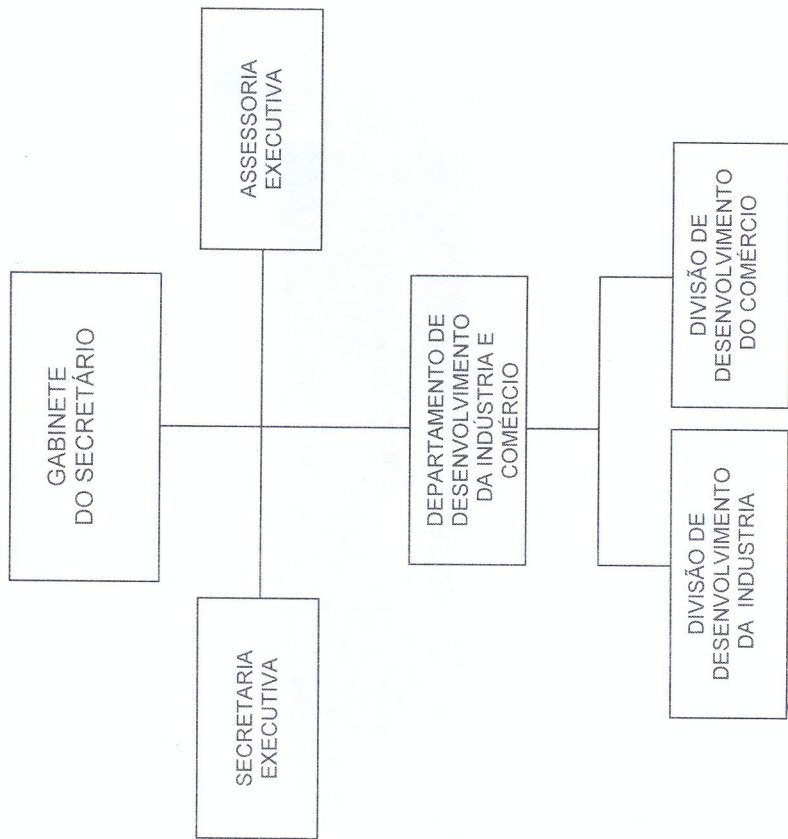 GABINETE
DO SECRETÁRIO
SECRETARIA
EXECUTIVA
ASSESSORIA
EXECUTIVA
DEPARTAMENTO DE
DESENVOLVIMENTO
DA INDÚSTRIA E
COMÉRCIO
DIVISÃO DE
DESENVOLVIMENTO
DA INDUSTRIA
DIVISÃO DE
DESENVOLVIMENTO
DO COMÉRCIO